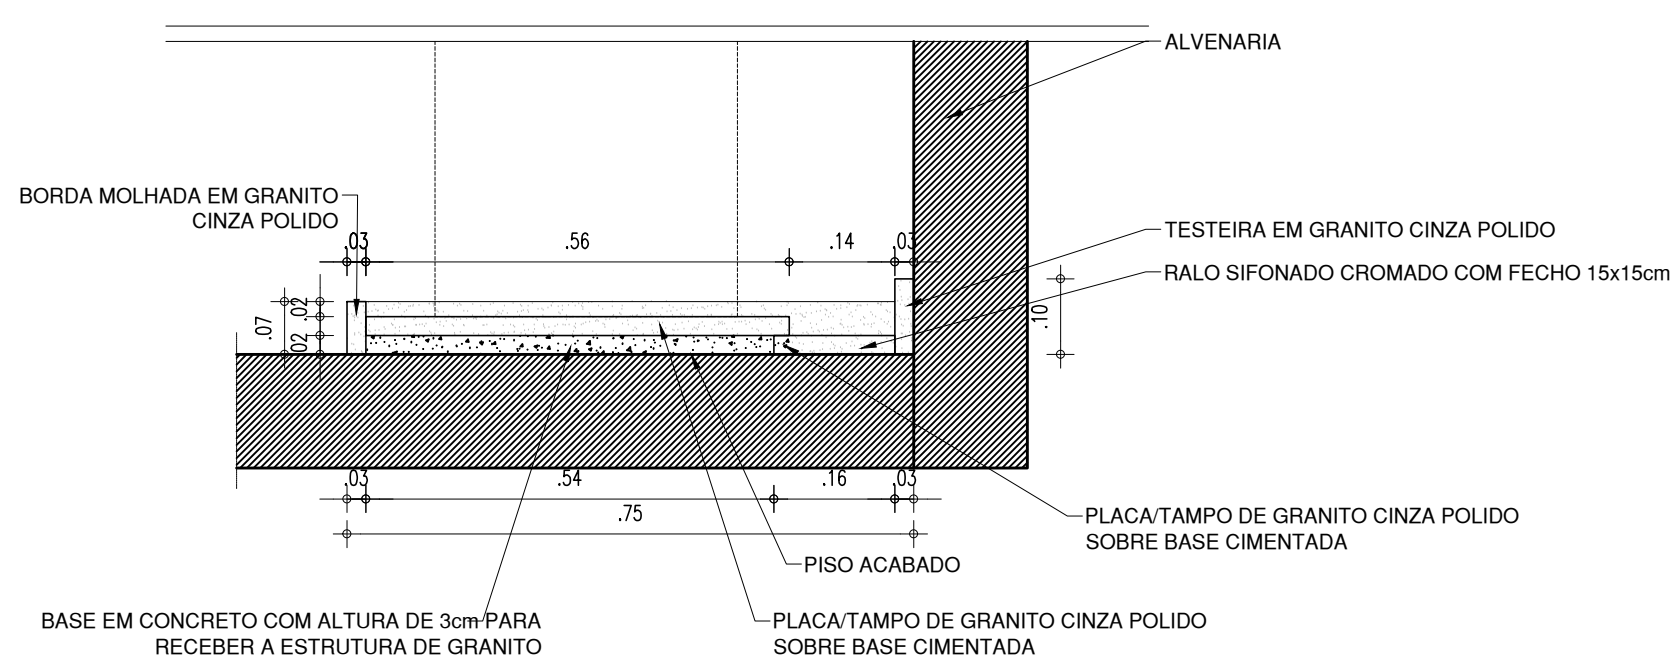 ALVENARIA
BORDA MOLHADA EM GRANITO
CINZA POLIDO
TESTEIRA EM GRANITO CINZA POLIDO
RALO SIFONADO CROMADO COM FECHO 15x15cm
.03
.56
.14
.03
.07
.02
.02
.10
.03
.54
.16
.03
.75
PLACA/TAMPO DE GRANITO CINZA POLIDO
SOBRE BASE CIMENTADA
PISO ACABADO
BASE EM CONCRETO COM ALTURA DE 3cm PARA
RECEBER A ESTRUTURA DE GRANITO
PLACA/TAMPO DE GRANITO CINZA POLIDO
SOBRE BASE CIMENTADA